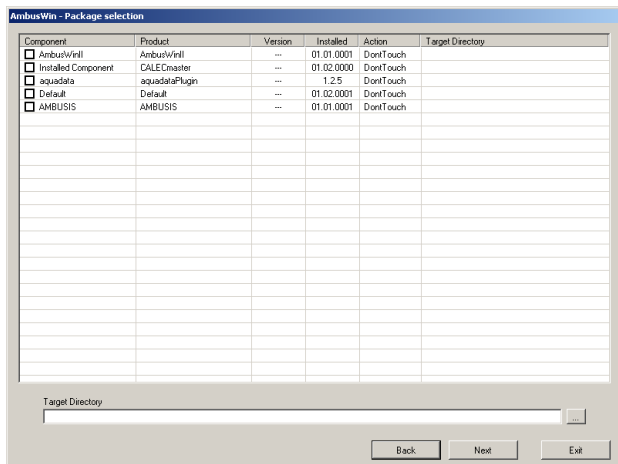 AmbusWin - Package selection
Component Product Version Installed Action Target Directory
AmbusWinII AmbusWinII --- 01.01.0001 DontTouch
Installed Component CALECmaster --- 01.02.0000 DontTouch
aquadata aquadataPlugin --- 1.2.5 DontTouch
Default Default --- 01.02.0001 DontTouch
AMBUSIS AMBUSIS --- 01.01.0001 DontTouch
Target Directory
...
Back Next Exit